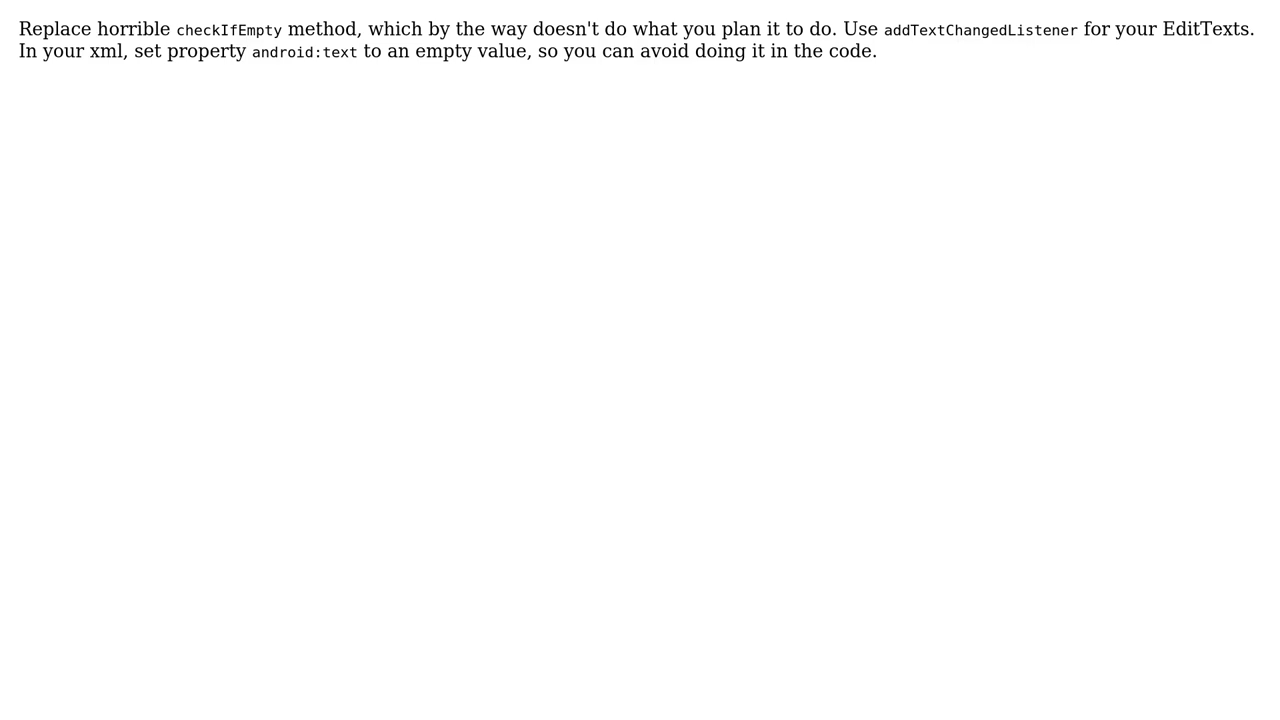 Replace horrible checkIfEmpty method, which by the way doesn't do what you plan it to do. Use addTextChangedListener for your EditTexts.
In your xml, set property android:text to an empty value, so you can avoid doing it in the code.